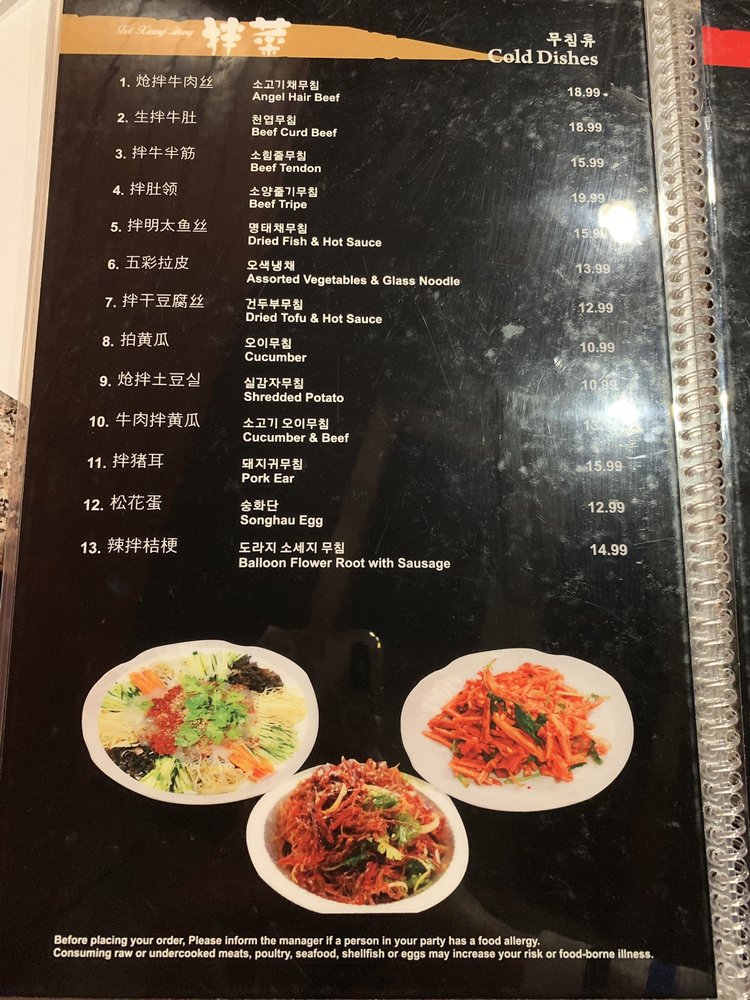 拌菜
무침류
Cold Dishes
1. 炝拌牛肉丝 소고기채무침 18.99
Angel Hair Beef
2. 生拌牛肚 천엽무침 18.99
Beef Curd Beef
3. 拌牛半筋 소힘줄무침 15.99
Beef Tendon
4. 拌肚领 소양줄기무침 19.99
Beef Tripe
5. 拌明太鱼丝 명태채무침 15.99
Dried Fish & Hot Sauce
6. 五彩拉皮 오색냉채 13.99
Assorted Vegetables & Glass Noodle
7. 拌干豆腐丝 건두부무침 12.99
Dried Tofu & Hot Sauce
8. 拍黄瓜 오이무침 10.99
Cucumber
9. 炝拌土豆실 실감자무침 10.99
Shredded Potato
10. 牛肉拌黄瓜 소고기 오이무침
Cucumber & Beef
11. 拌猪耳 돼지귀무침 15.99
Pork Ear
12. 松花蛋 숭화단 12.99
Songhau Egg
13. 辣拌桔梗 도라지 소세지 무침 14.99
Balloon Flower Root with Sausage
Before placing your order, Please inform the manager if a person in your party has a food allergy.
Consuming raw or undercooked meats, poultry, seafood, shellfish or eggs may increase your risk or food-borne illness.